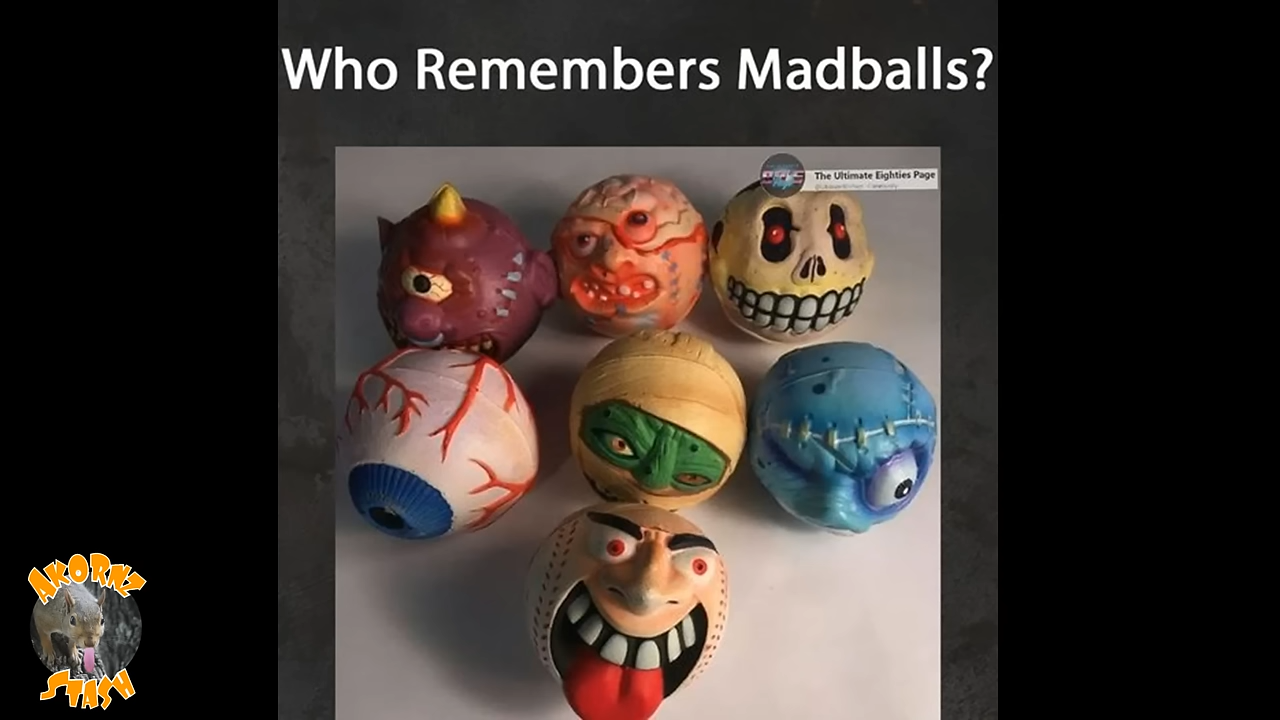 Who Remembers Madballs?
The Ultimate Eighties Page
AKORNZ
STASH